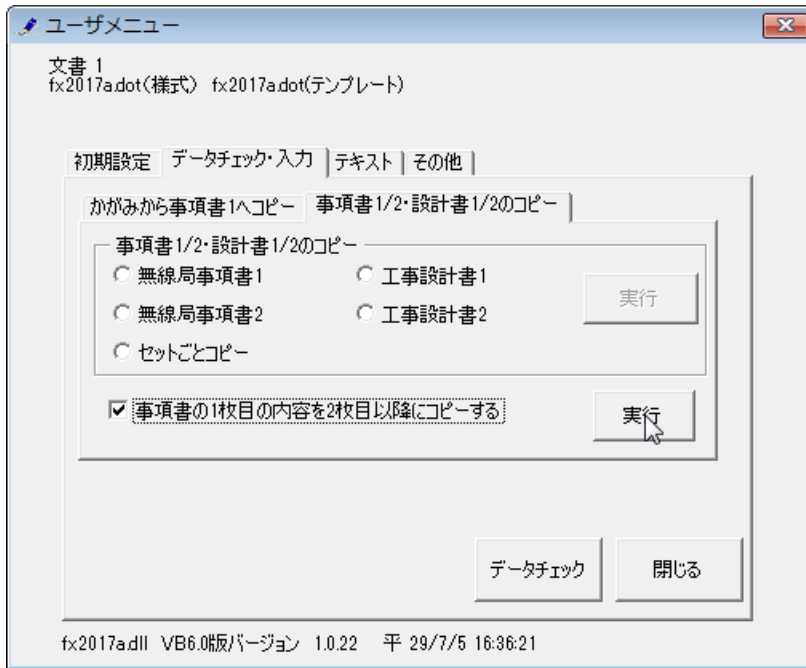 ユーザメニュー
文書 1
fx2017a.dot(様式) fx2017a.dot(テンプレート)
初期設定 データチェック・入力 テキスト その他
かがみから事項書1へコピー 事項書1/2・設計書1/2のコピー
事項書1/2・設計書1/2のコピー
無線局事項書1 工事設計書1
実行
無線局事項書2 工事設計書2
セットごとコピー
事項書の1枚目の内容を2枚目以降にコピーする 実行
データチェック 閉じる
fx2017a.dll VB6.0版バージョン 1.0.22 平 29/7/5 16:36:21